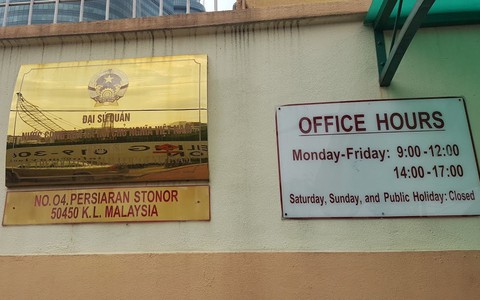 ĐẠI SỨ QUÁN
NO.04.PERSIARAN STONOR
50450 K.L. MALAYSIA
OFFICE HOURS
Monday-Friday: 9:00-12:00
14:00-17:00
Saturday, Sunday, and Public Holiday: Closed